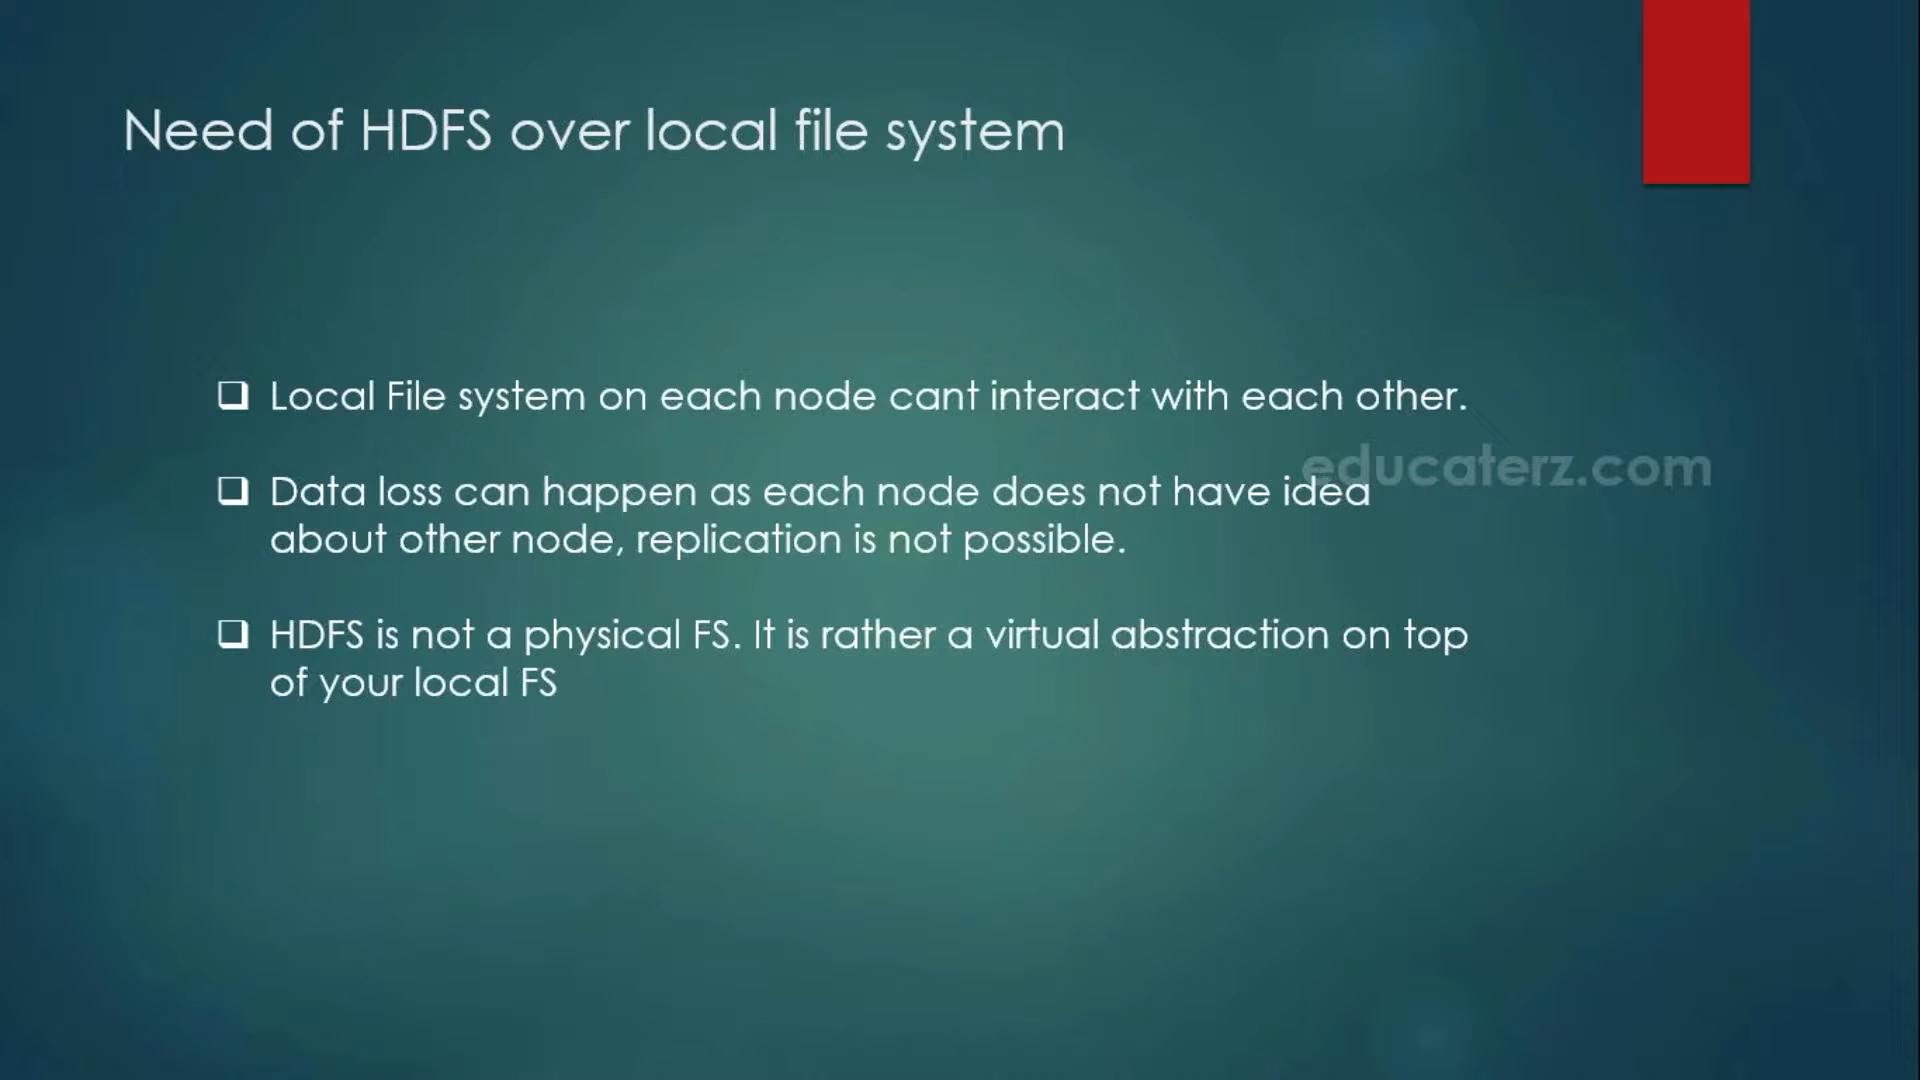 Need of HDFS over local file system
❑ Local File system on each node cant interact with each other.
educaterz.com
❑ Data loss can happen as each node does not have idea
about other node, replication is not possible.
❑ HDFS is not a physical FS. It is rather a virtual abstraction on top
of your local FS